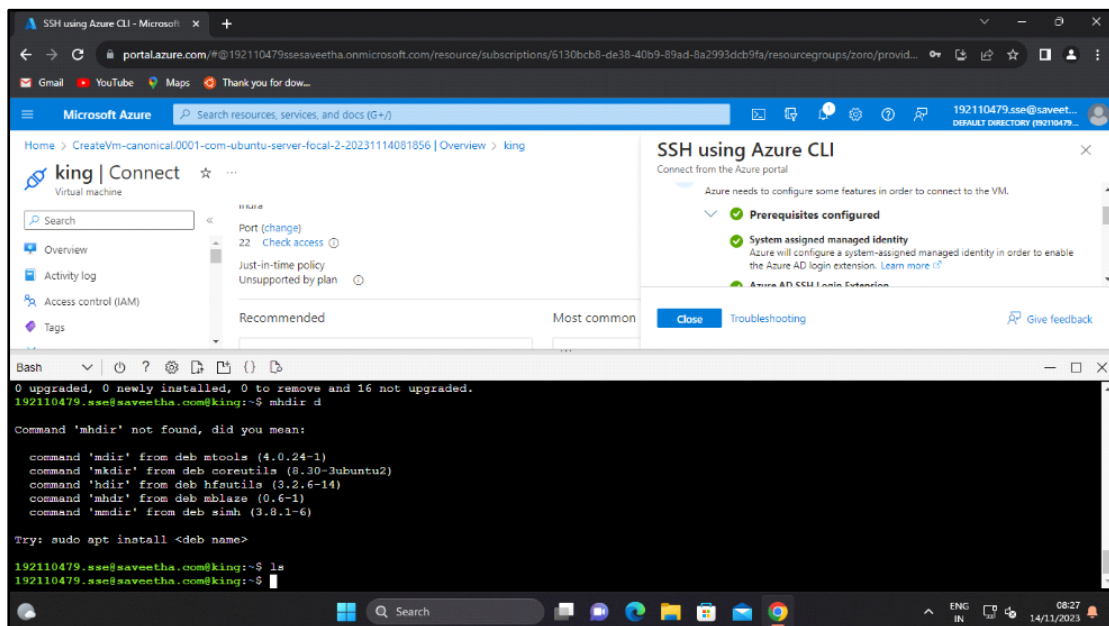 SSH using Azure CLI - Microsoft
portal.azure.com/#@192110479ssesaveetha.onmicrosoft.com/resource/subscriptions/6130bcb8-de38-40b9-89ad-8a2993dcb9fa/resourcegroups/zoro/provid...
Gmail YouTube Maps Thank you for dow...
Microsoft Azure Search resources, services, and docs (G+/) 1 192110479.sse@saveet...
DEFAULT DIRECTORY (192110479...
Home > CreateVm-canonical.0001-com-ubuntu-server-focal-2-20231114081856 | Overview > king
king | Connect
Virtual machine
Search
Overview
Activity log
Access control (IAM)
Tags
Port (change)
22 Check access
Just-in-time policy
Unsupported by plan
Recommended Most common
SSH using Azure CLI
Connect from the Azure portal
Azure needs to configure some features in order to connect to the VM.
Prerequisites configured
System assigned managed identity
Azure will configure a system-assigned managed identity in order to enable
the Azure AD login extension. Learn more
Azure AD SSH Login Extension
Close Troubleshooting Give feedback
Bash
0 upgraded, 0 newly installed, 0 to remove and 16 not upgraded.
192110479.sse@saveetha.com@king:~$ mhdir d
Command 'mhdir' not found, did you mean:
command 'mdir' from deb mtools (4.0.24-1)
command 'mkdir' from deb coreutils (8.30-3ubuntu2)
command 'hdir' from deb hfsutils (3.2.6-14)
command 'mhdr' from deb mblaze (0.6-1)
command 'mmdir' from deb simh (3.8.1-6)
Try: sudo apt install <deb name>
192110479.sse@saveetha.com@king:~$ ls
192110479.sse@saveetha.com@king:~$
Search
ENG
IN
08:27
14/11/2023